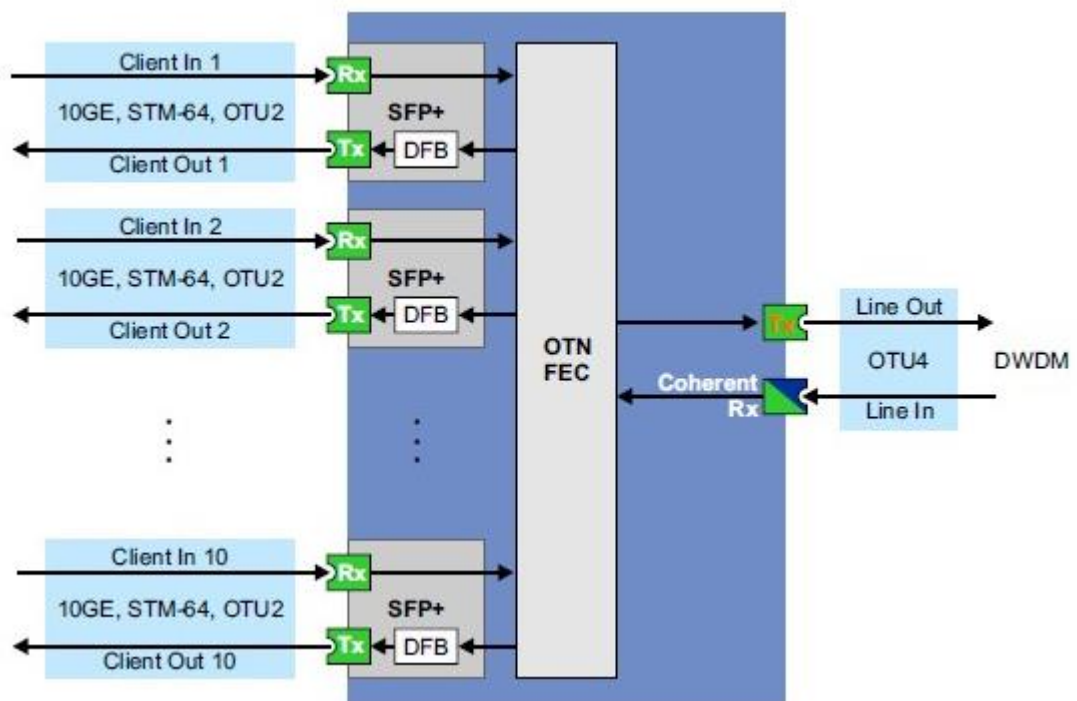 Client In 1
Rx
10GE, STM-64, OTU2
SFP+
Tx
DFB
Client Out 1
Client In 2
Rx
10GE, STM-64, OTU2
SFP+
Tx
DFB
Client Out 2
OTN
FEC
Tx
Line Out
OTU4
DWDM
Coherent
Rx
Line In
Client In 10
Rx
10GE, STM-64, OTU2
SFP+
Tx
DFB
Client Out 10